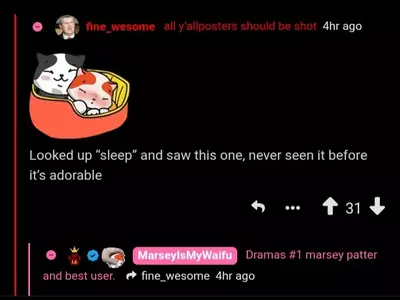 fine_wesome all y'allposters should be shot 4hr ago
Looked up “sleep” and saw this one, never seen it before
it's adorable
31
MarseyIsMyWaifu Dramas #1 marsey patter
and best user. fine_wesome 4hr ago